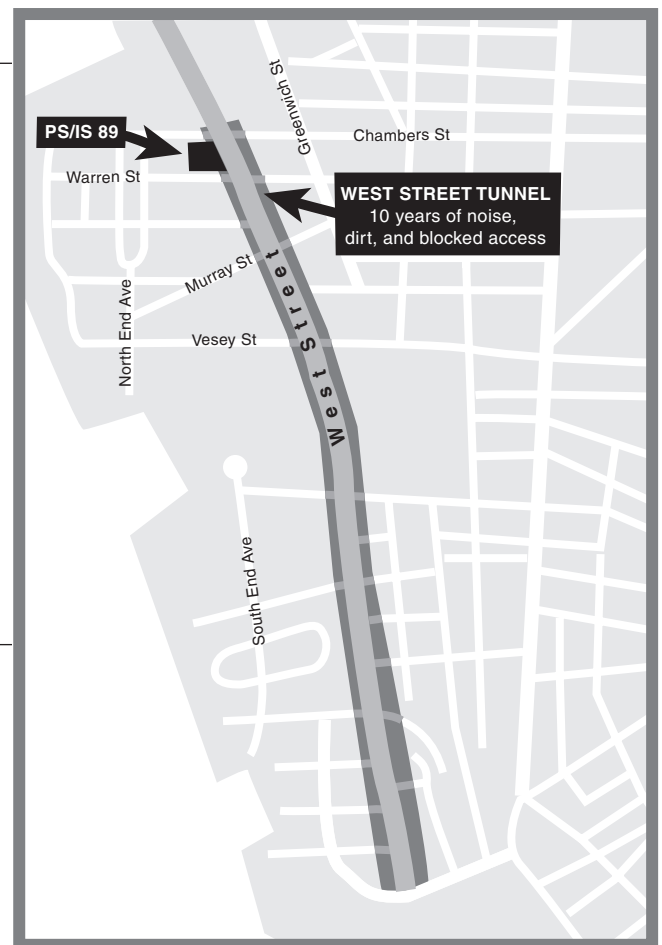 Greenwich St
PS/IS 89
Chambers St
Warren St
WEST STREET TUNNEL
10 years of noise,
dirt, and blocked access
Murray St
West Street
North End Ave
Vesey St
South End Ave